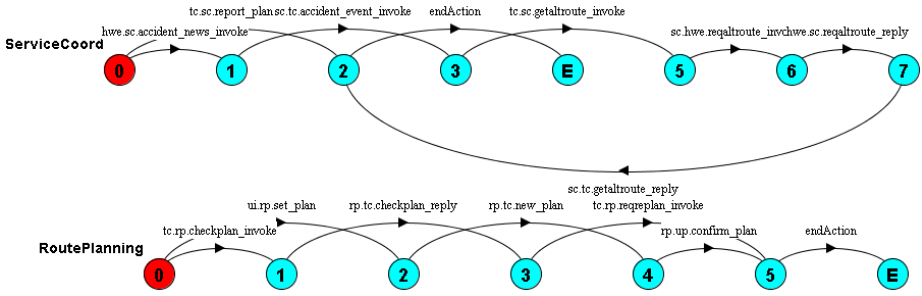 tc.sc.report_plan sc.tc.accident_event_invoke endAction tc.sc.getaltroute_invoke
hwe.sc.accident_news_invoke sc.hwe.reqaltroute_invchwe.sc.reqaltroute_reply
ServiceCoord
0 1 2 3 E 5 6 7
sc.tc.getaltroute_reply
ui.rp.set_plan rp.tc.checkplan_reply rp.tc.new_plan tc.rp.reqreplan_invoke
tc.rp.checkplan_invoke rp.up.confirm_plan endAction
RoutePlanning
0 1 2 3 4 5 E